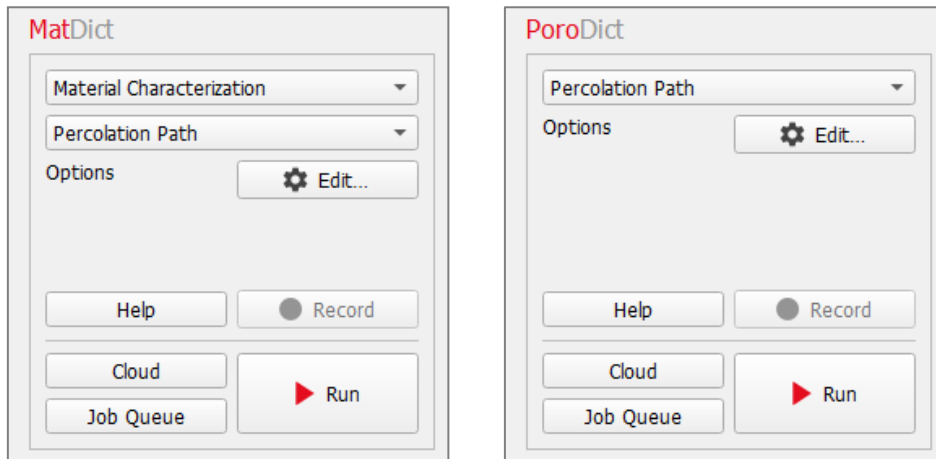 MatDict
Material Characterization
Percolation Path
Options
Edit...
Help
Record
Cloud
Job Queue
Run
PoroDict
Percolation Path
Options
Edit...
Help
Record
Cloud
Job Queue
Run